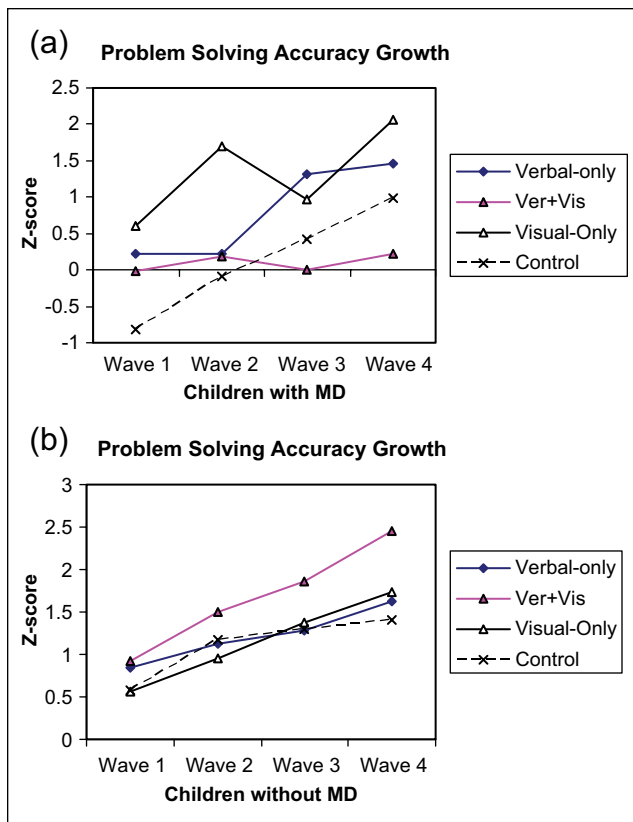 (a)
Problem Solving Accuracy Growth
2.5
2
1.5
1
0.5
0
-0.5
-1
Z-score
Wave 1 Wave 2 Wave 3 Wave 4
Children with MD
Verbal-only
Ver+Vis
Visual-Only
Control
(b)
Problem Solving Accuracy Growth
3
2.5
2
1.5
1
0.5
0
Z-score
Wave 1 Wave 2 Wave 3 Wave 4
Children without MD
Verbal-only
Ver+Vis
Visual-Only
Control